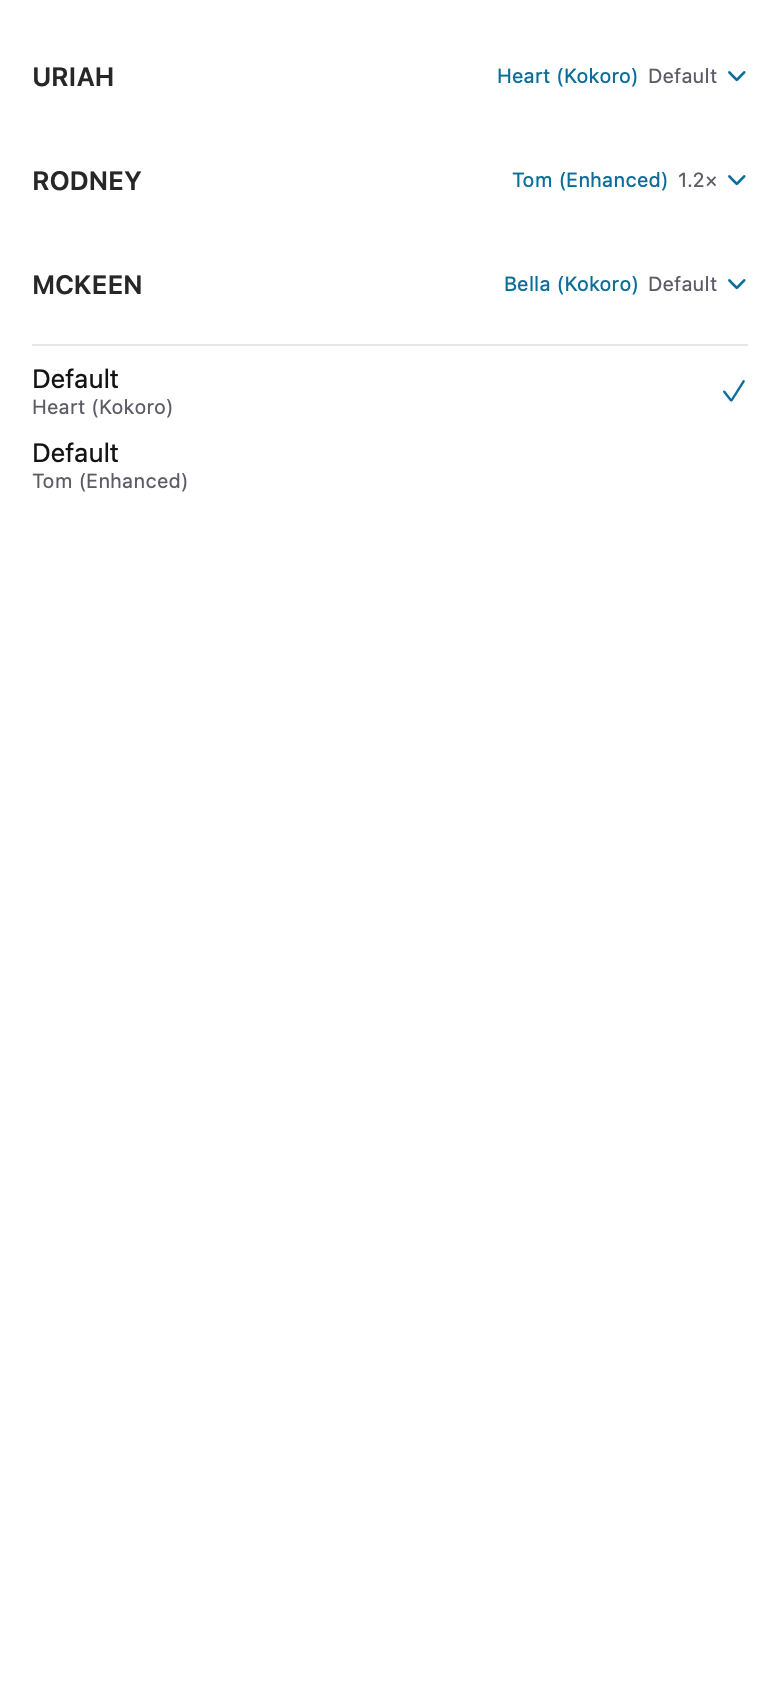 URIAH Heart (Kokoro) Default
RODNEY Tom (Enhanced) 1.2×
MCKEEN Bella (Kokoro) Default
Default
Heart (Kokoro)
Default
Tom (Enhanced)